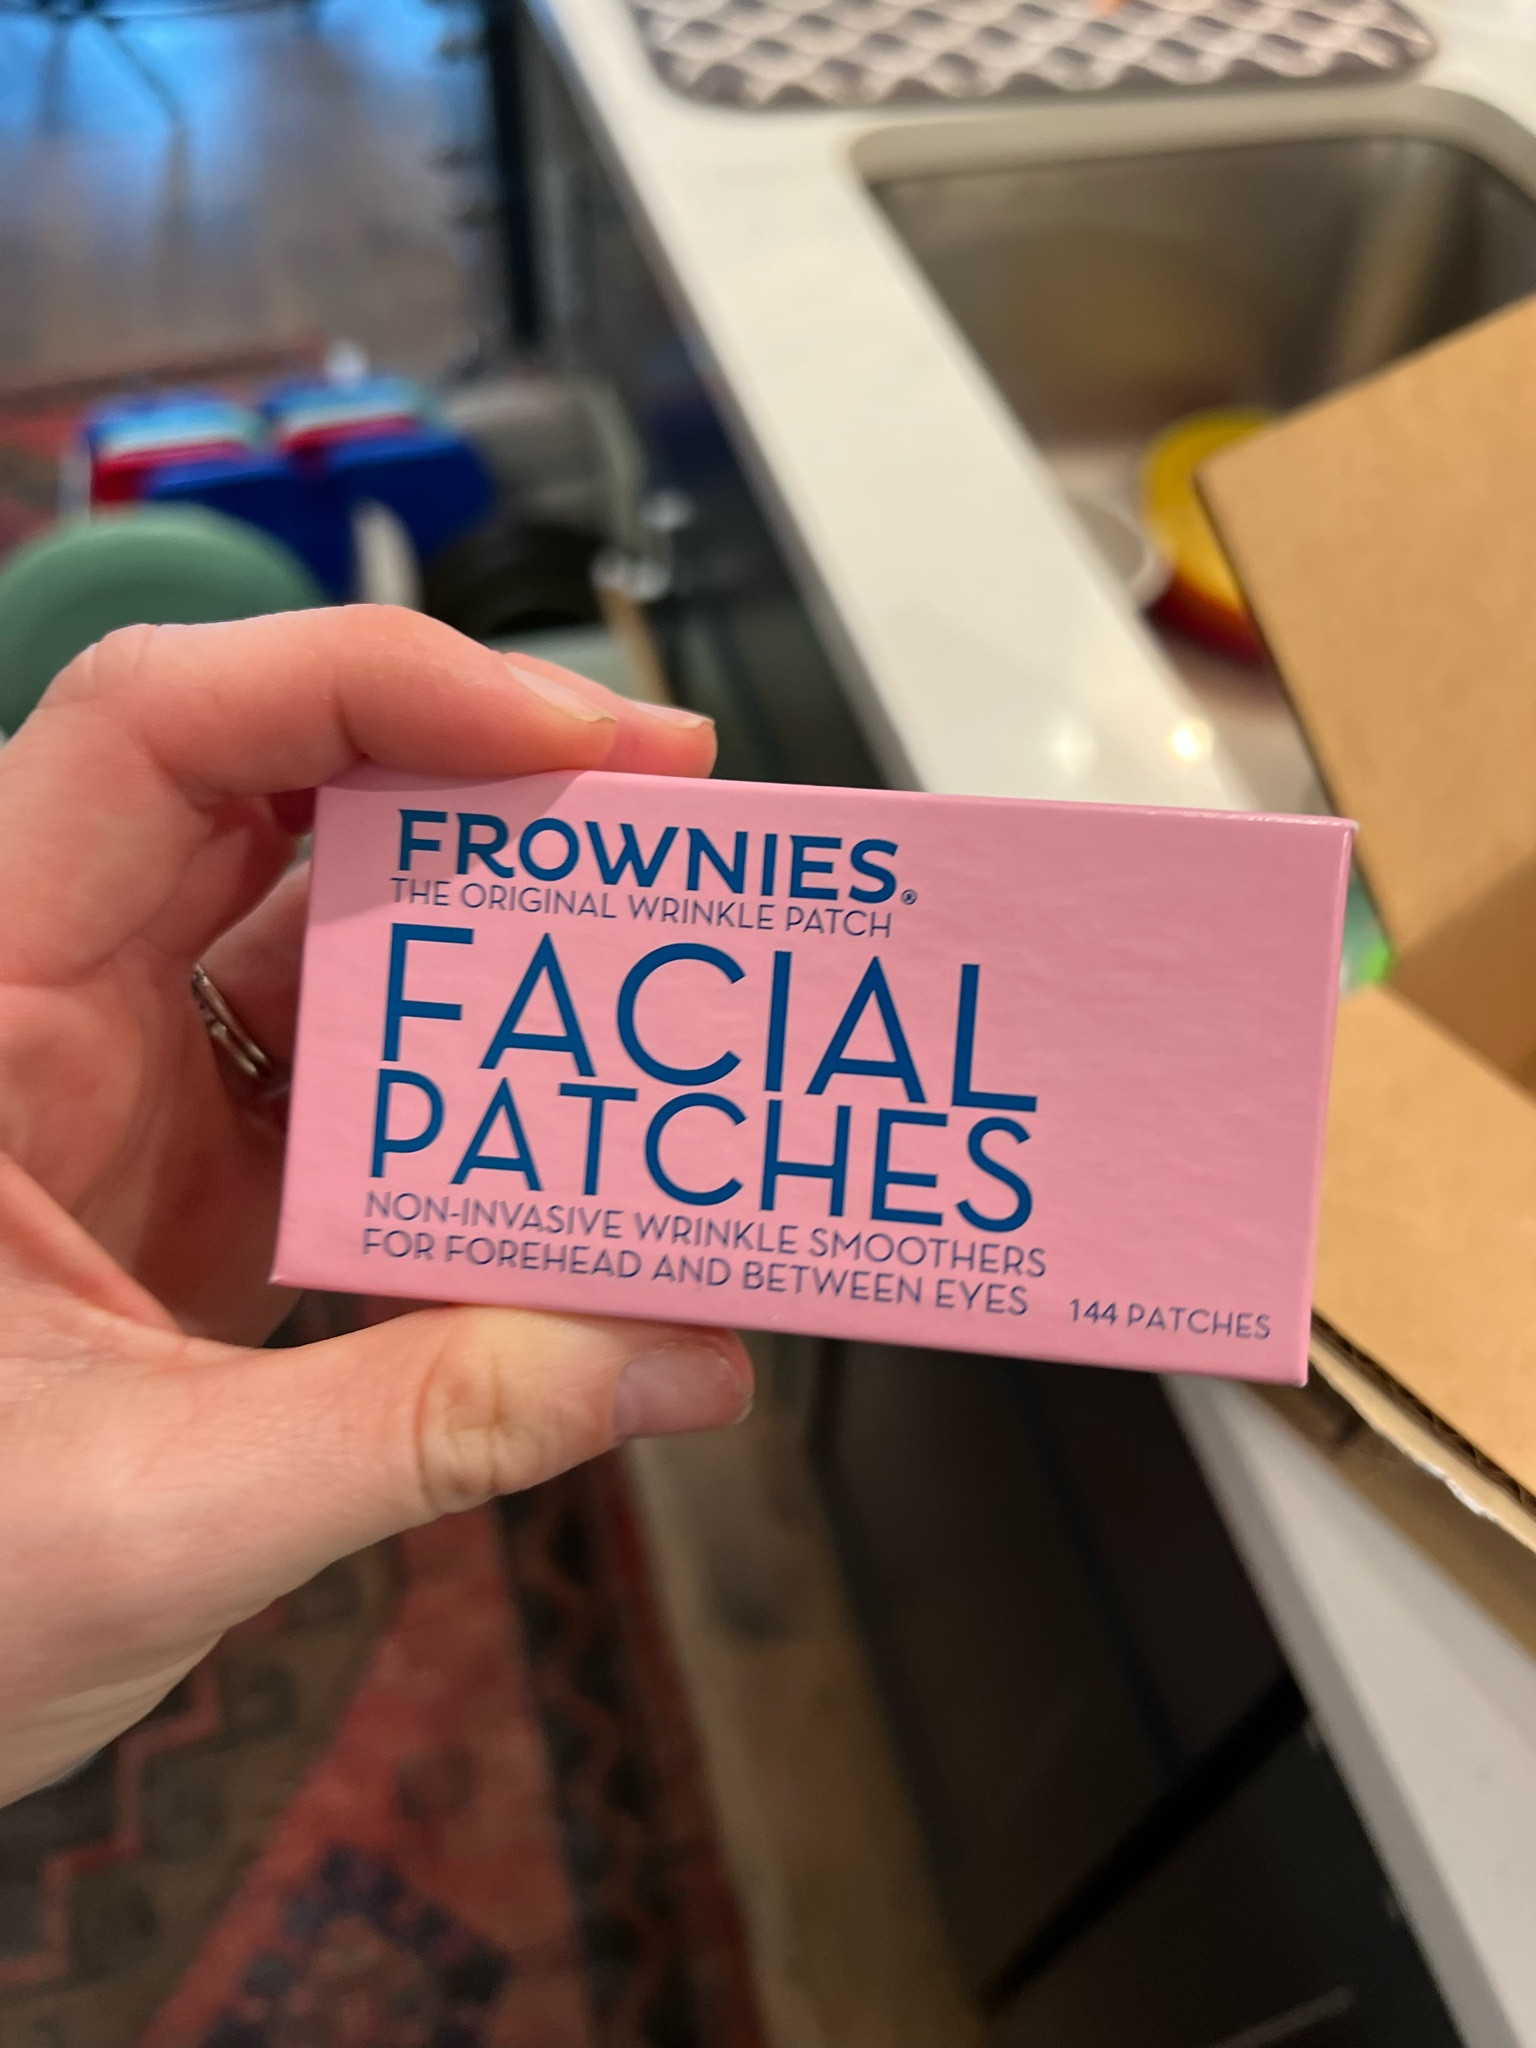 FROWNIES®
THE ORIGINAL WRINKLE PATCH
FACIAL
PATCHES
NON-INVASIVE WRINKLE SMOOTHERS
FOR FOREHEAD AND BETWEEN EYES
144 PATCHES